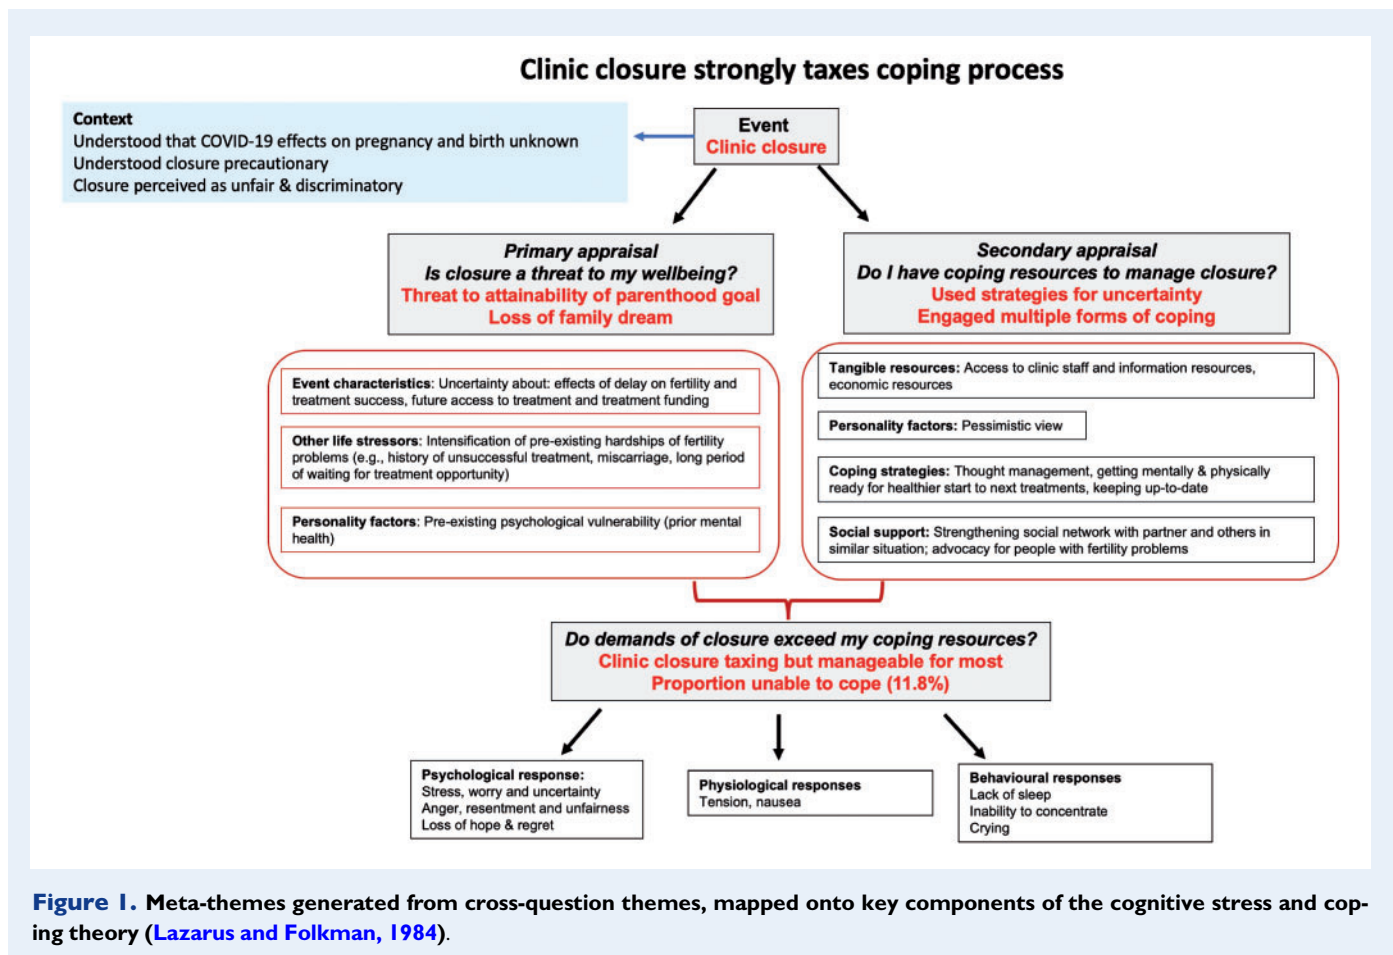 Clinic closure strongly taxes coping process
Context
Understood that COVID-19 effects on pregnancy and birth unknown
Understood closure precautionary
Closure perceived as unfair & discriminatory
Event
Clinic closure
Primary appraisal
Is closure a threat to my wellbeing?
Threat to attainability of parenthood goal
Loss of family dream
Secondary appraisal
Do I have coping resources to manage closure?
Used strategies for uncertainty
Engaged multiple forms of coping
Event characteristics: Uncertainty about: effects of delay on fertility and
treatment success, future access to treatment and treatment funding
Other life stressors: Intensification of pre-existing hardships of fertility
problems (e.g., history of unsuccessful treatment, miscarriage, long period
of waiting for treatment opportunity)
Personality factors: Pre-existing psychological vulnerability (prior mental
health)
Tangible resources: Access to clinic staff and information resources,
economic resources
Personality factors: Pessimistic view
Coping strategies: Thought management, getting mentally & physically
ready for healthier start to next treatments, keeping up-to-date
Social support: Strengthening social network with partner and others in
similar situation; advocacy for people with fertility problems
Do demands of closure exceed my coping resources?
Clinic closure taxing but manageable for most
Proportion unable to cope (11.8%)
Psychological response:
Stress, worry and uncertainty
Anger, resentment and unfairness
Loss of hope & regret
Physiological responses
Tension, nausea
Behavioural responses
Lack of sleep
Inability to concentrate
Crying
Figure 1. Meta-themes generated from cross-question themes, mapped onto key components of the cognitive stress and cop-
ing theory (Lazarus and Folkman, 1984).